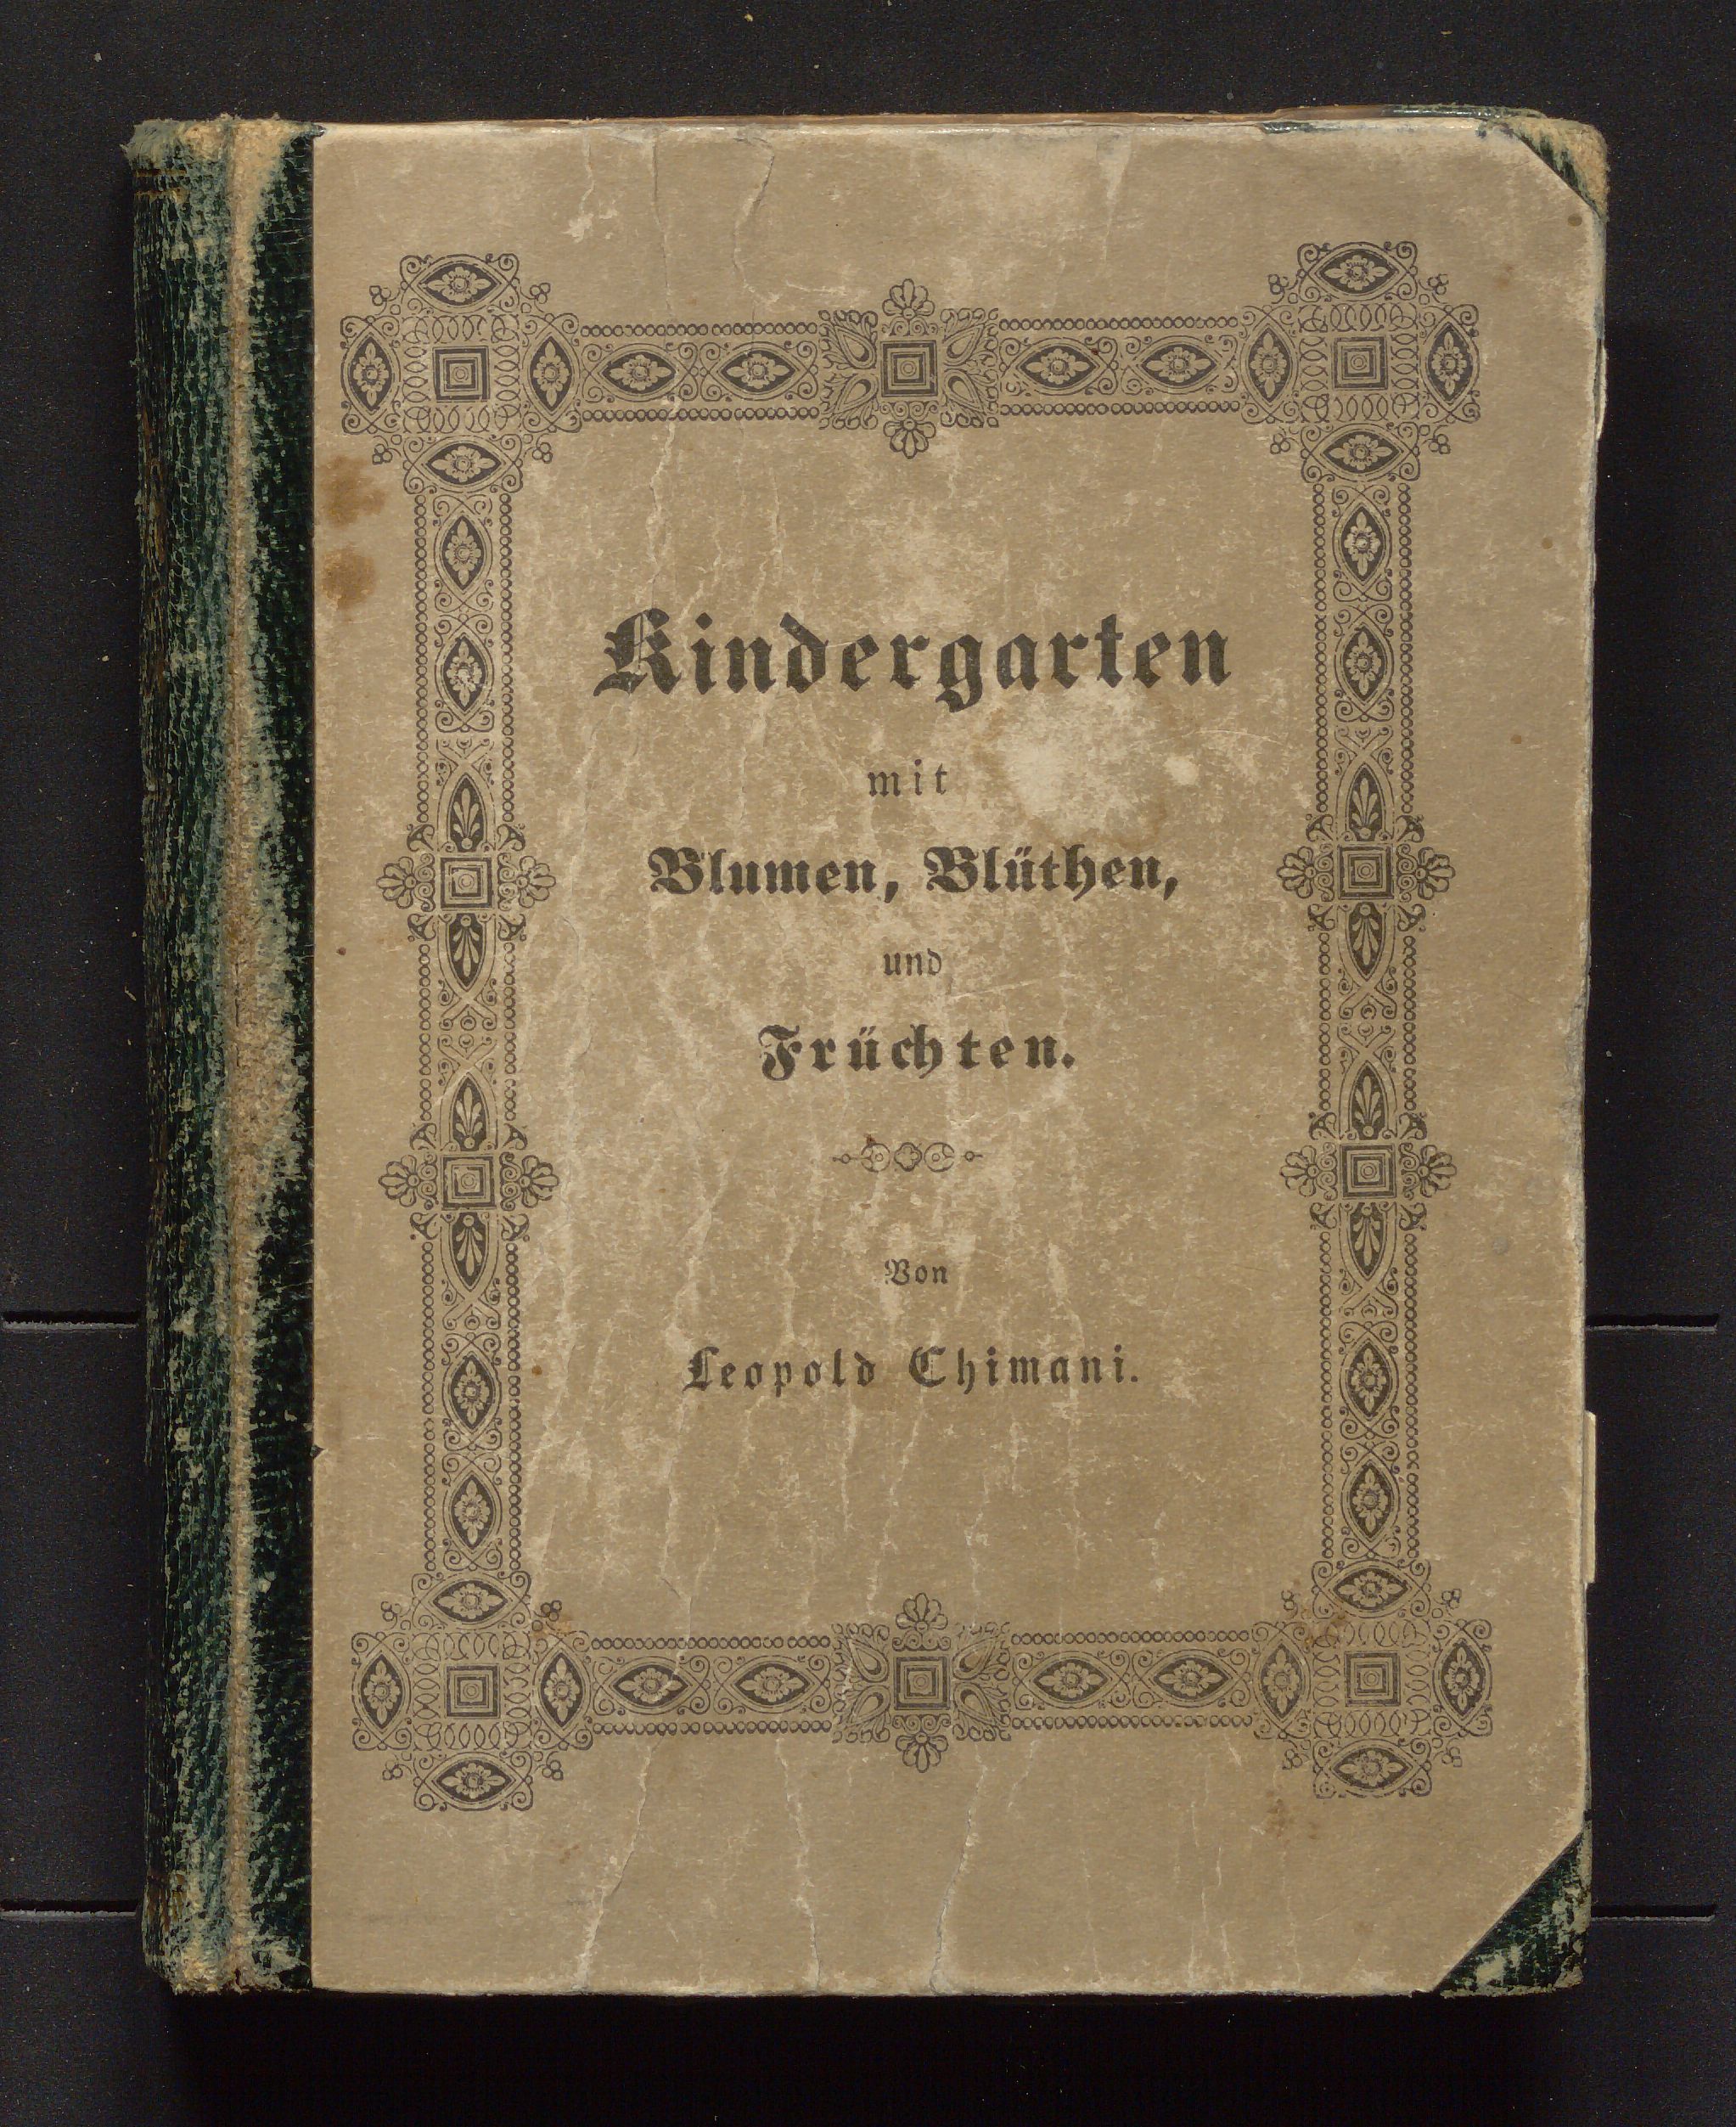 Kindergarten
mit
Blumen, Blüthen,
und
Früchten.
Von
Leopold Chimani.